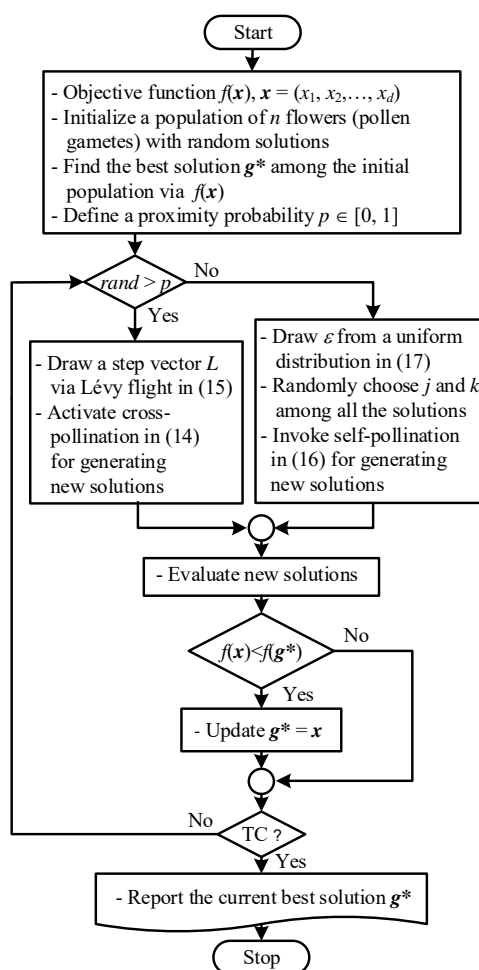 Start
- Objective function f(x), x = (x1, x2,…, xd)
- Initialize a population of n flowers (pollen
gametes) with random solutions
- Find the best solution g* among the initial
population via f(x)
- Define a proximity probability p ∈ [0, 1]
rand > p
No
Yes
- Draw a step vector L
via Lévy flight in (15)
- Activate cross-
pollination in (14)
for generating
new solutions
- Draw ε from a uniform
distribution in (17)
- Randomly choose j and k
among all the solutions
- Invoke self-pollination
in (16) for generating
new solutions
- Evaluate new solutions
f(x)<f(g*)
No
Yes
- Update g* = x
No
TC ?
Yes
- Report the current best solution g*
Stop